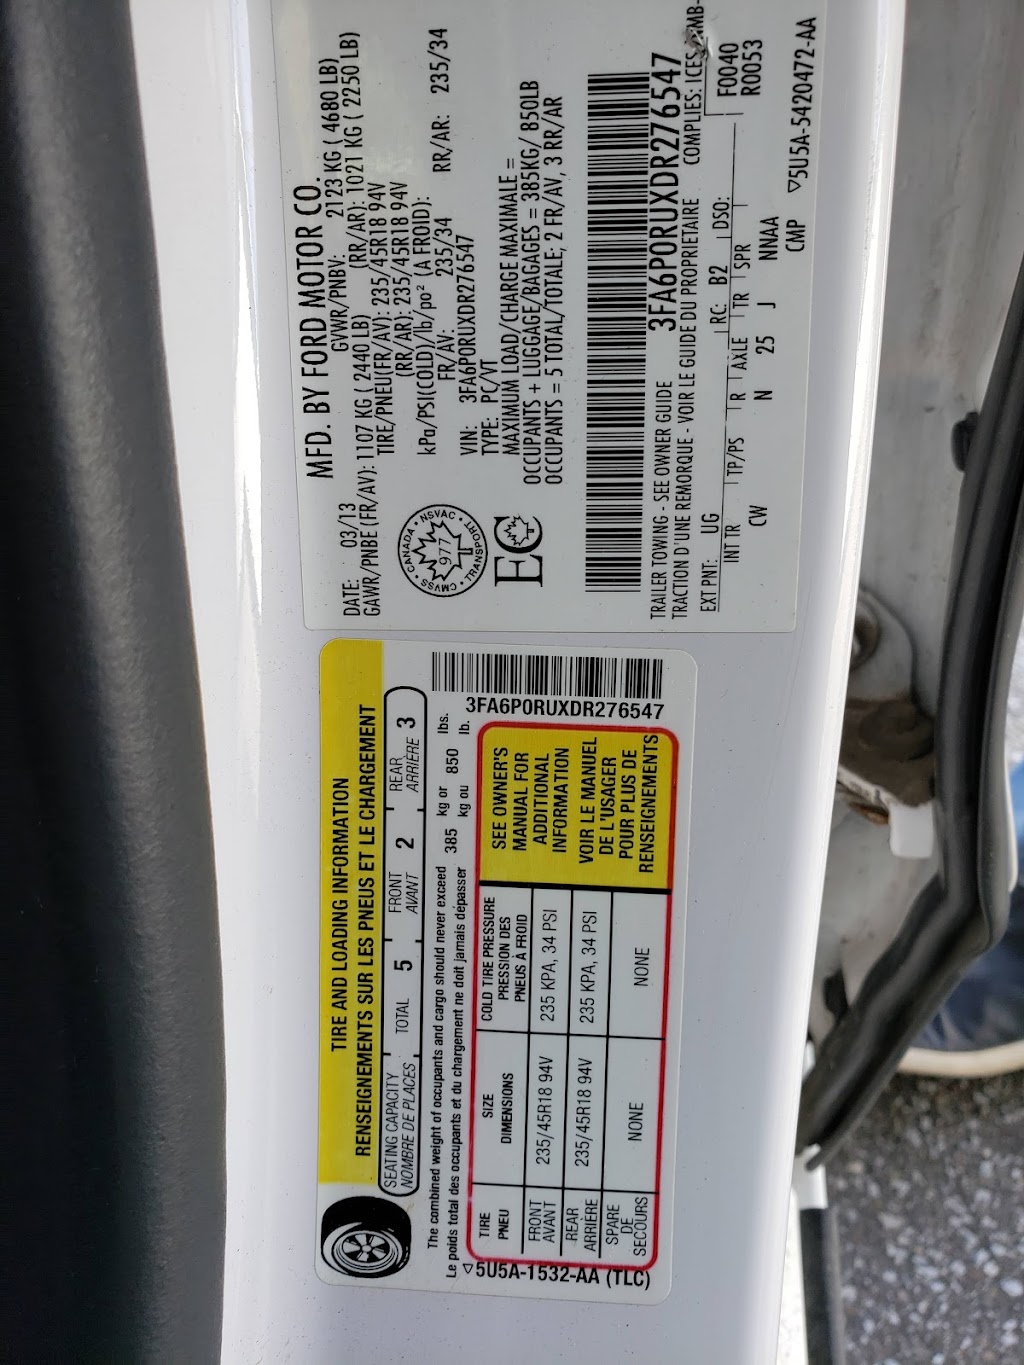 MFD. BY FORD MOTOR CO.
DATE: 03/13 GVWR/PNBV: 2123 KG ( 4680 LB)
GAWR/PNBE (FR/AV): 1107 KG ( 2440 LB) (RR/AR): 1021 KG ( 2250 LB)
TIRE/PNEU(FR/AV): 235/45R18 94V
(RR/AR): 235/45R18 94V
kPa/PSI(COLD)/lb/po² (A FROID):
FR/AV: 235/34 RR/AR: 235/34
VIN: 3FA6P0RUXDR276547
TYPE: PC/VT
MAXIMUM LOAD/CHARGE MAXIMALE =
OCCUPANTS + LUGGAGE/BAGAGES = 385KG/ 850LB
OCCUPANTS = 5 TOTAL/TOTALE; 2 FR/AV, 3 RR/AR
CMVSS • CANADA • NSVAC • TRANSPORT •
977
EC
3FA6P0RUXDR276547
TRAILER TOWING - SEE OWNER GUIDE
TRACTION D'UNE REMORQUE - VOIR LE GUIDE DU PROPRIETAIRE COMPLIES: ICES
EXT PNT: UG RC: B2 DSO: F0040
R0053
INT TR TP/PS R AXLE TR SPR
CW N 25 J NNAA
CMP
▽5U5A-5420472-AA
TIRE AND LOADING INFORMATION
RENSEIGNEMENTS SUR LES PNEUS ET LE CHARGEMENT
SEATING CAPACITY TOTAL 5 FRONT 2 REAR 3
NOMBRE DE PLACES AVANT ARRIÈRE
The combined weight of occupants and cargo should never exceed 385 kg or 850 lbs.
Le poids total des occupants et du chargement ne doit jamais dépasser kg ou lb.
3FA6P0RUXDR276547
TIRE SIZE COLD TIRE PRESSURE
PNEU DIMENSIONS PRESSION DES
PNEUS À FROID
FRONT
AVANT 235/45R18 94V 235 KPA, 34 PSI
REAR
ARRIÈRE 235/45R18 94V 235 KPA, 34 PSI
SPARE
DE
SECOURS NONE NONE
SEE OWNER'S
MANUAL FOR
ADDITIONAL
INFORMATION
VOIR LE MANUEL
DE L'USAGER
POUR PLUS DE
RENSEIGNEMENTS
▽5U5A-1532-AA (TLC)